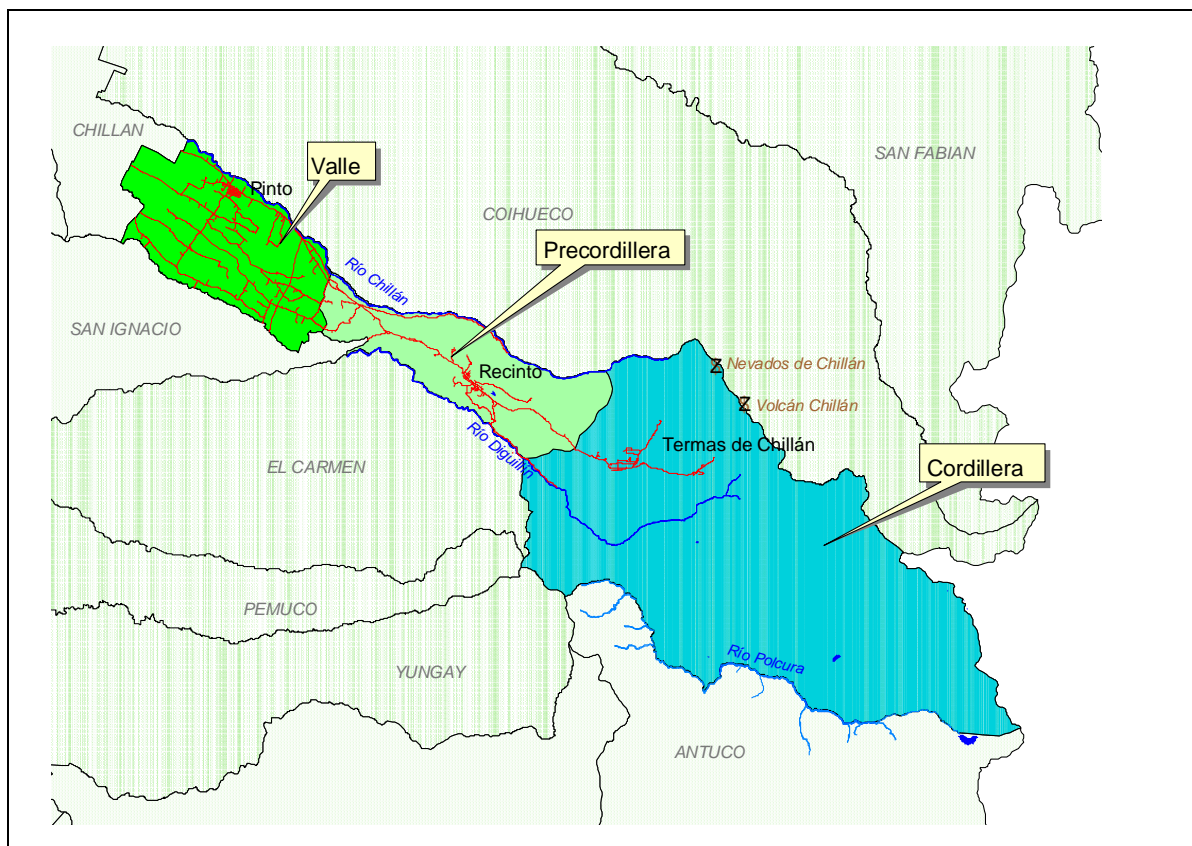 CHILLAN
SAN FABIAN
Valle
Pinto
COIHUECO
Precordillera
Río Chillán
SAN IGNACIO
Z Nevados de Chillán
Recinto
Z Volcán Chillán
Río Diguillín
Termas de Chillán
EL CARMEN
Cordillera
PEMUCO
Río Polcura
YUNGAY
ANTUCO